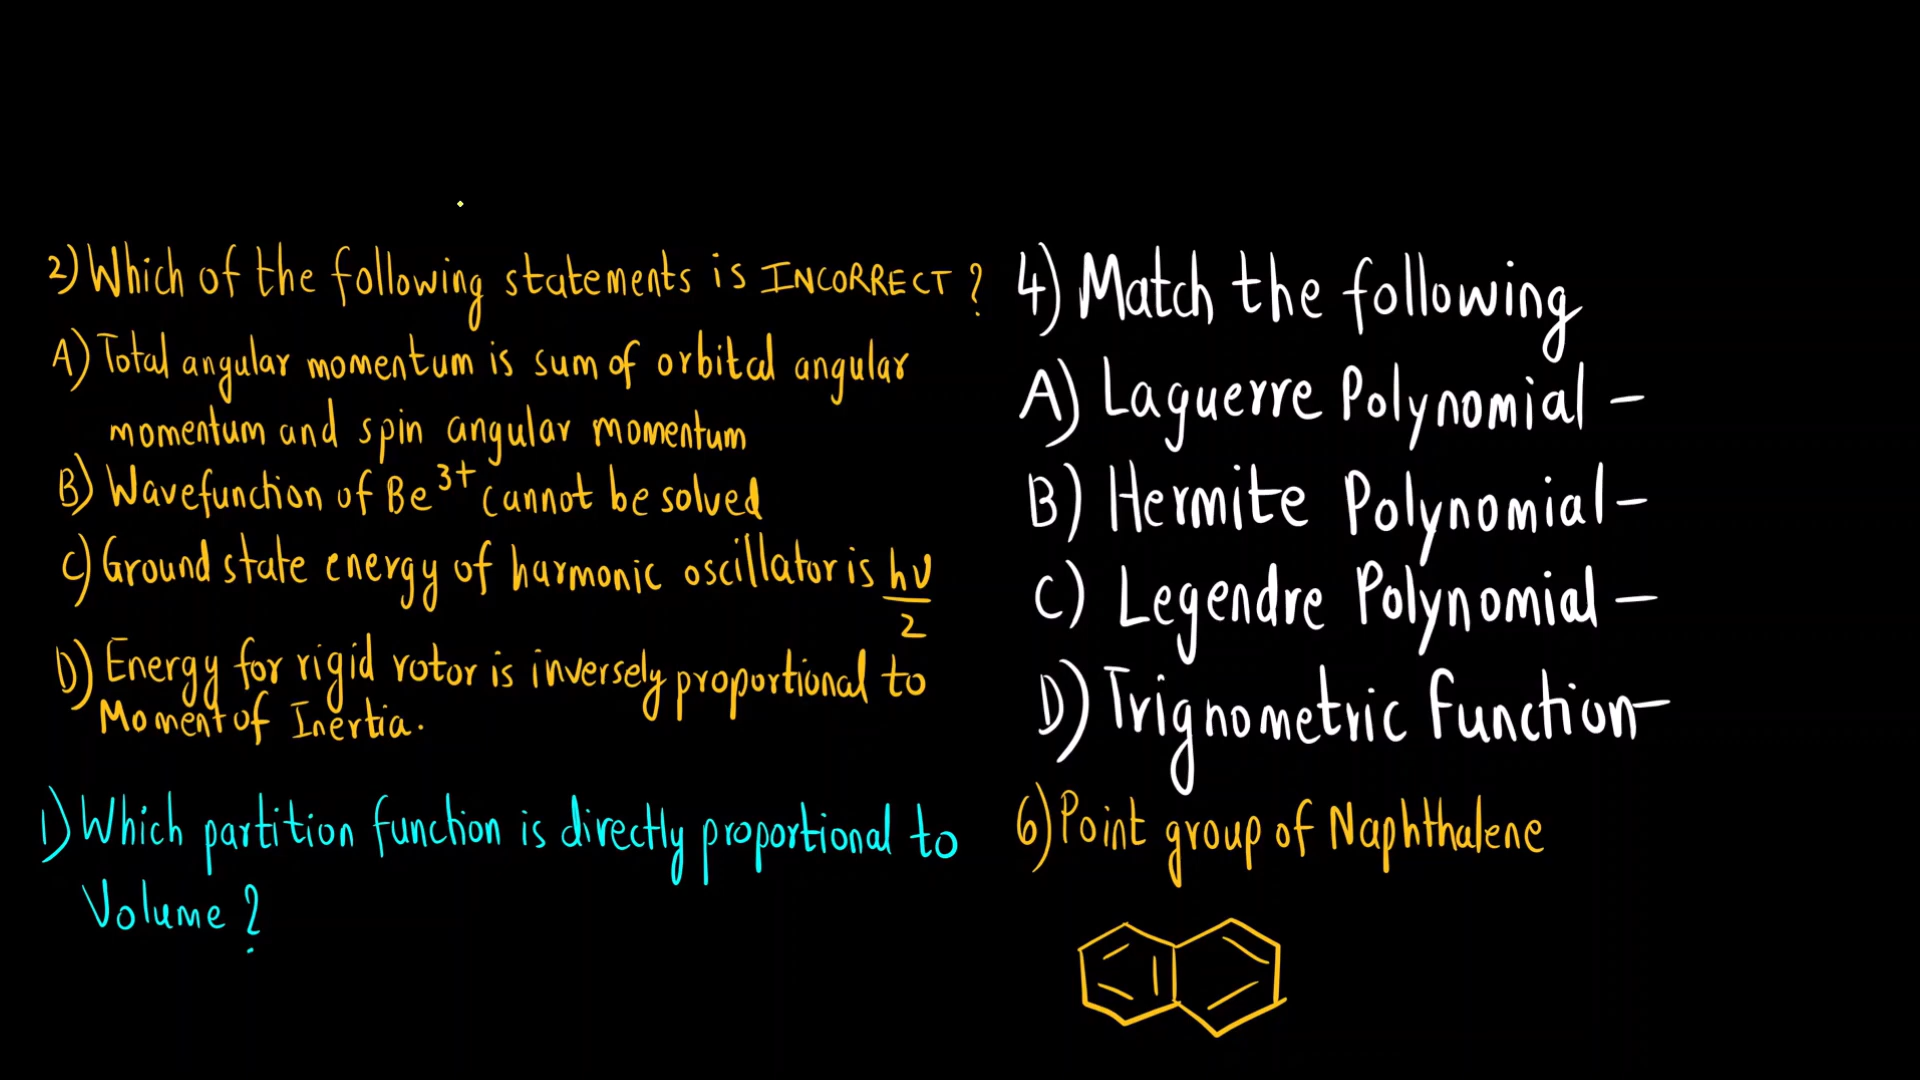 2) Which of the following statements is INCORRECT ?
A) Total angular momentum is sum of orbital angular
momentum and spin angular momentum
B) Wavefunction of Be³⁺ cannot be solved
C) Ground state energy of harmonic oscillator is hν/2
D) Energy for rigid rotor is inversely proportional to
Moment of Inertia.
1) Which partition function is directly proportional to
Volume ?
4) Match the following
A) Laguerre Polynomial -
B) Hermite Polynomial -
C) Legendre Polynomial -
D) Trignometric function -
6) Point group of Naphthalene